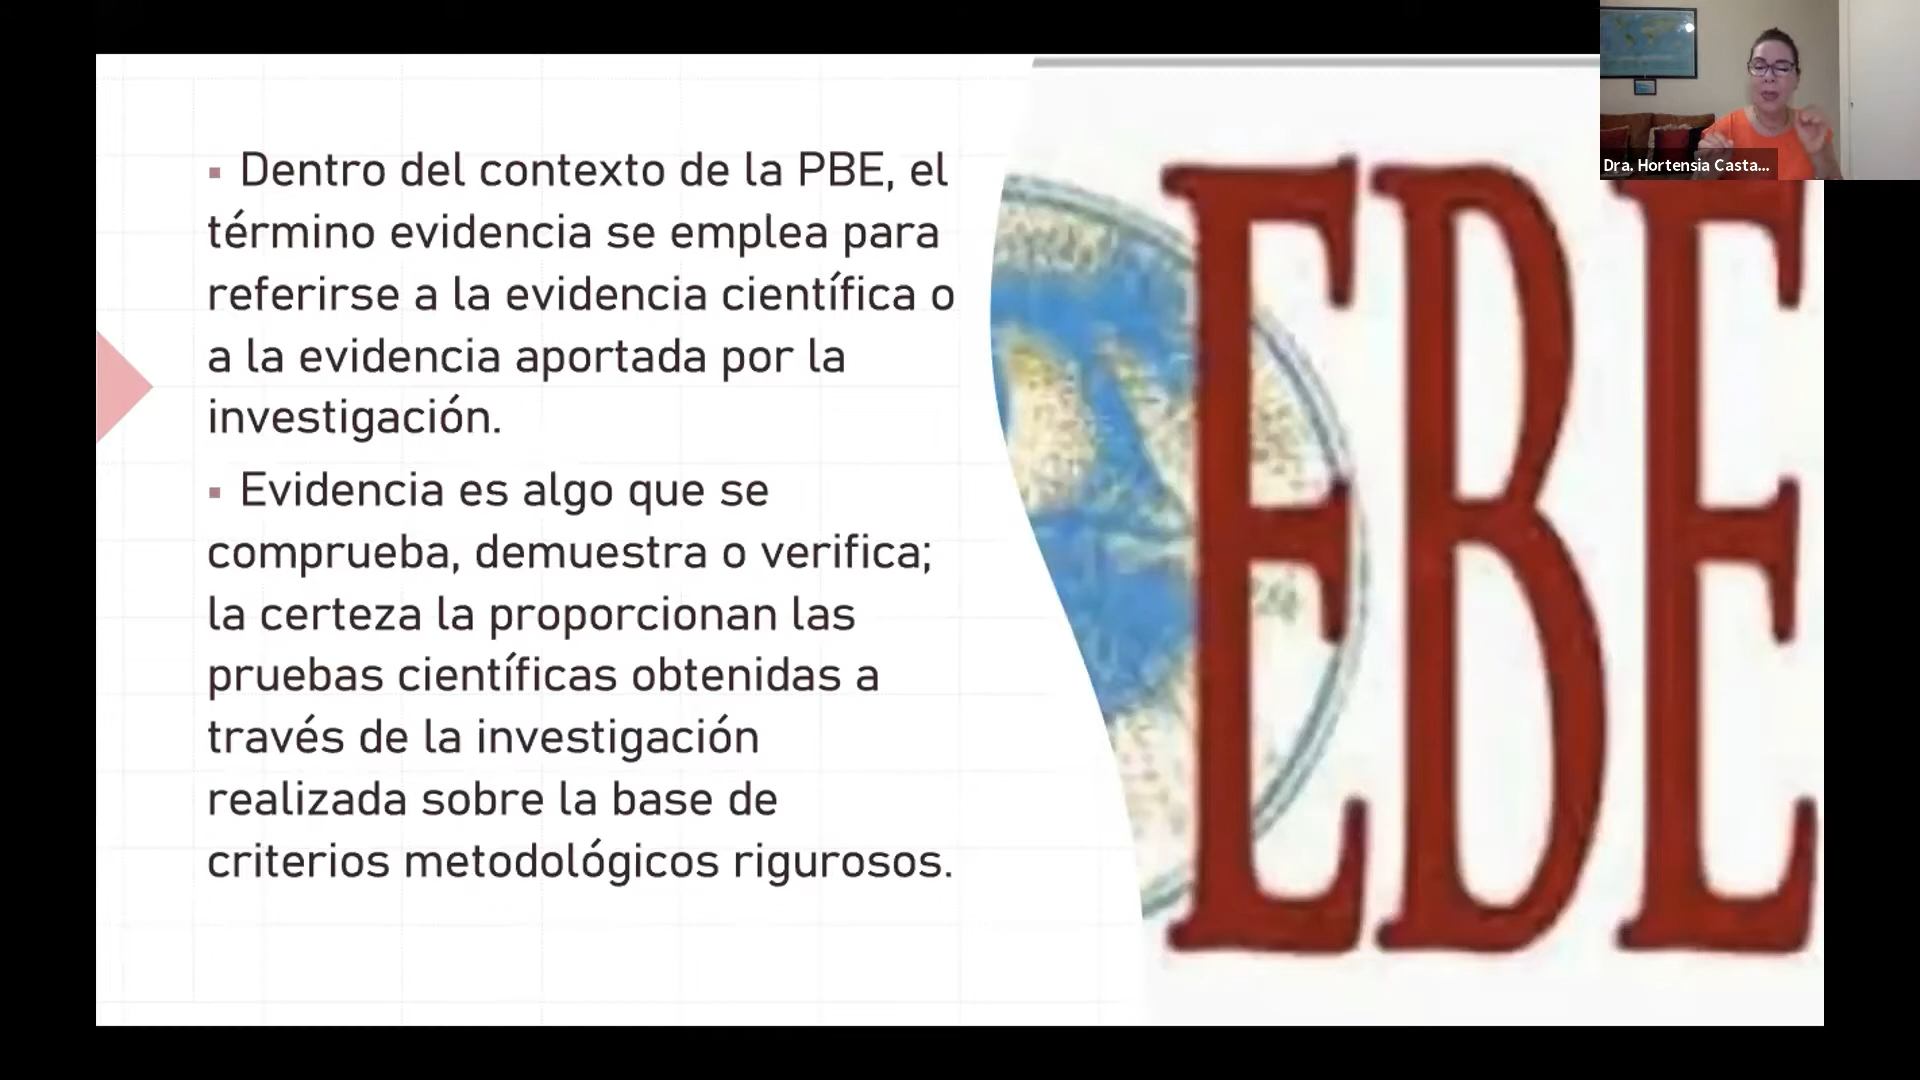 ▪ Dentro del contexto de la PBE, el
término evidencia se emplea para
referirse a la evidencia científica o
a la evidencia aportada por la
investigación.
▪ Evidencia es algo que se
comprueba, demuestra o verifica;
la certeza la proporcionan las
pruebas científicas obtenidas a
través de la investigación
realizada sobre la base de
criterios metodológicos rigurosos.
EBE
Dra. Hortensia Casta...